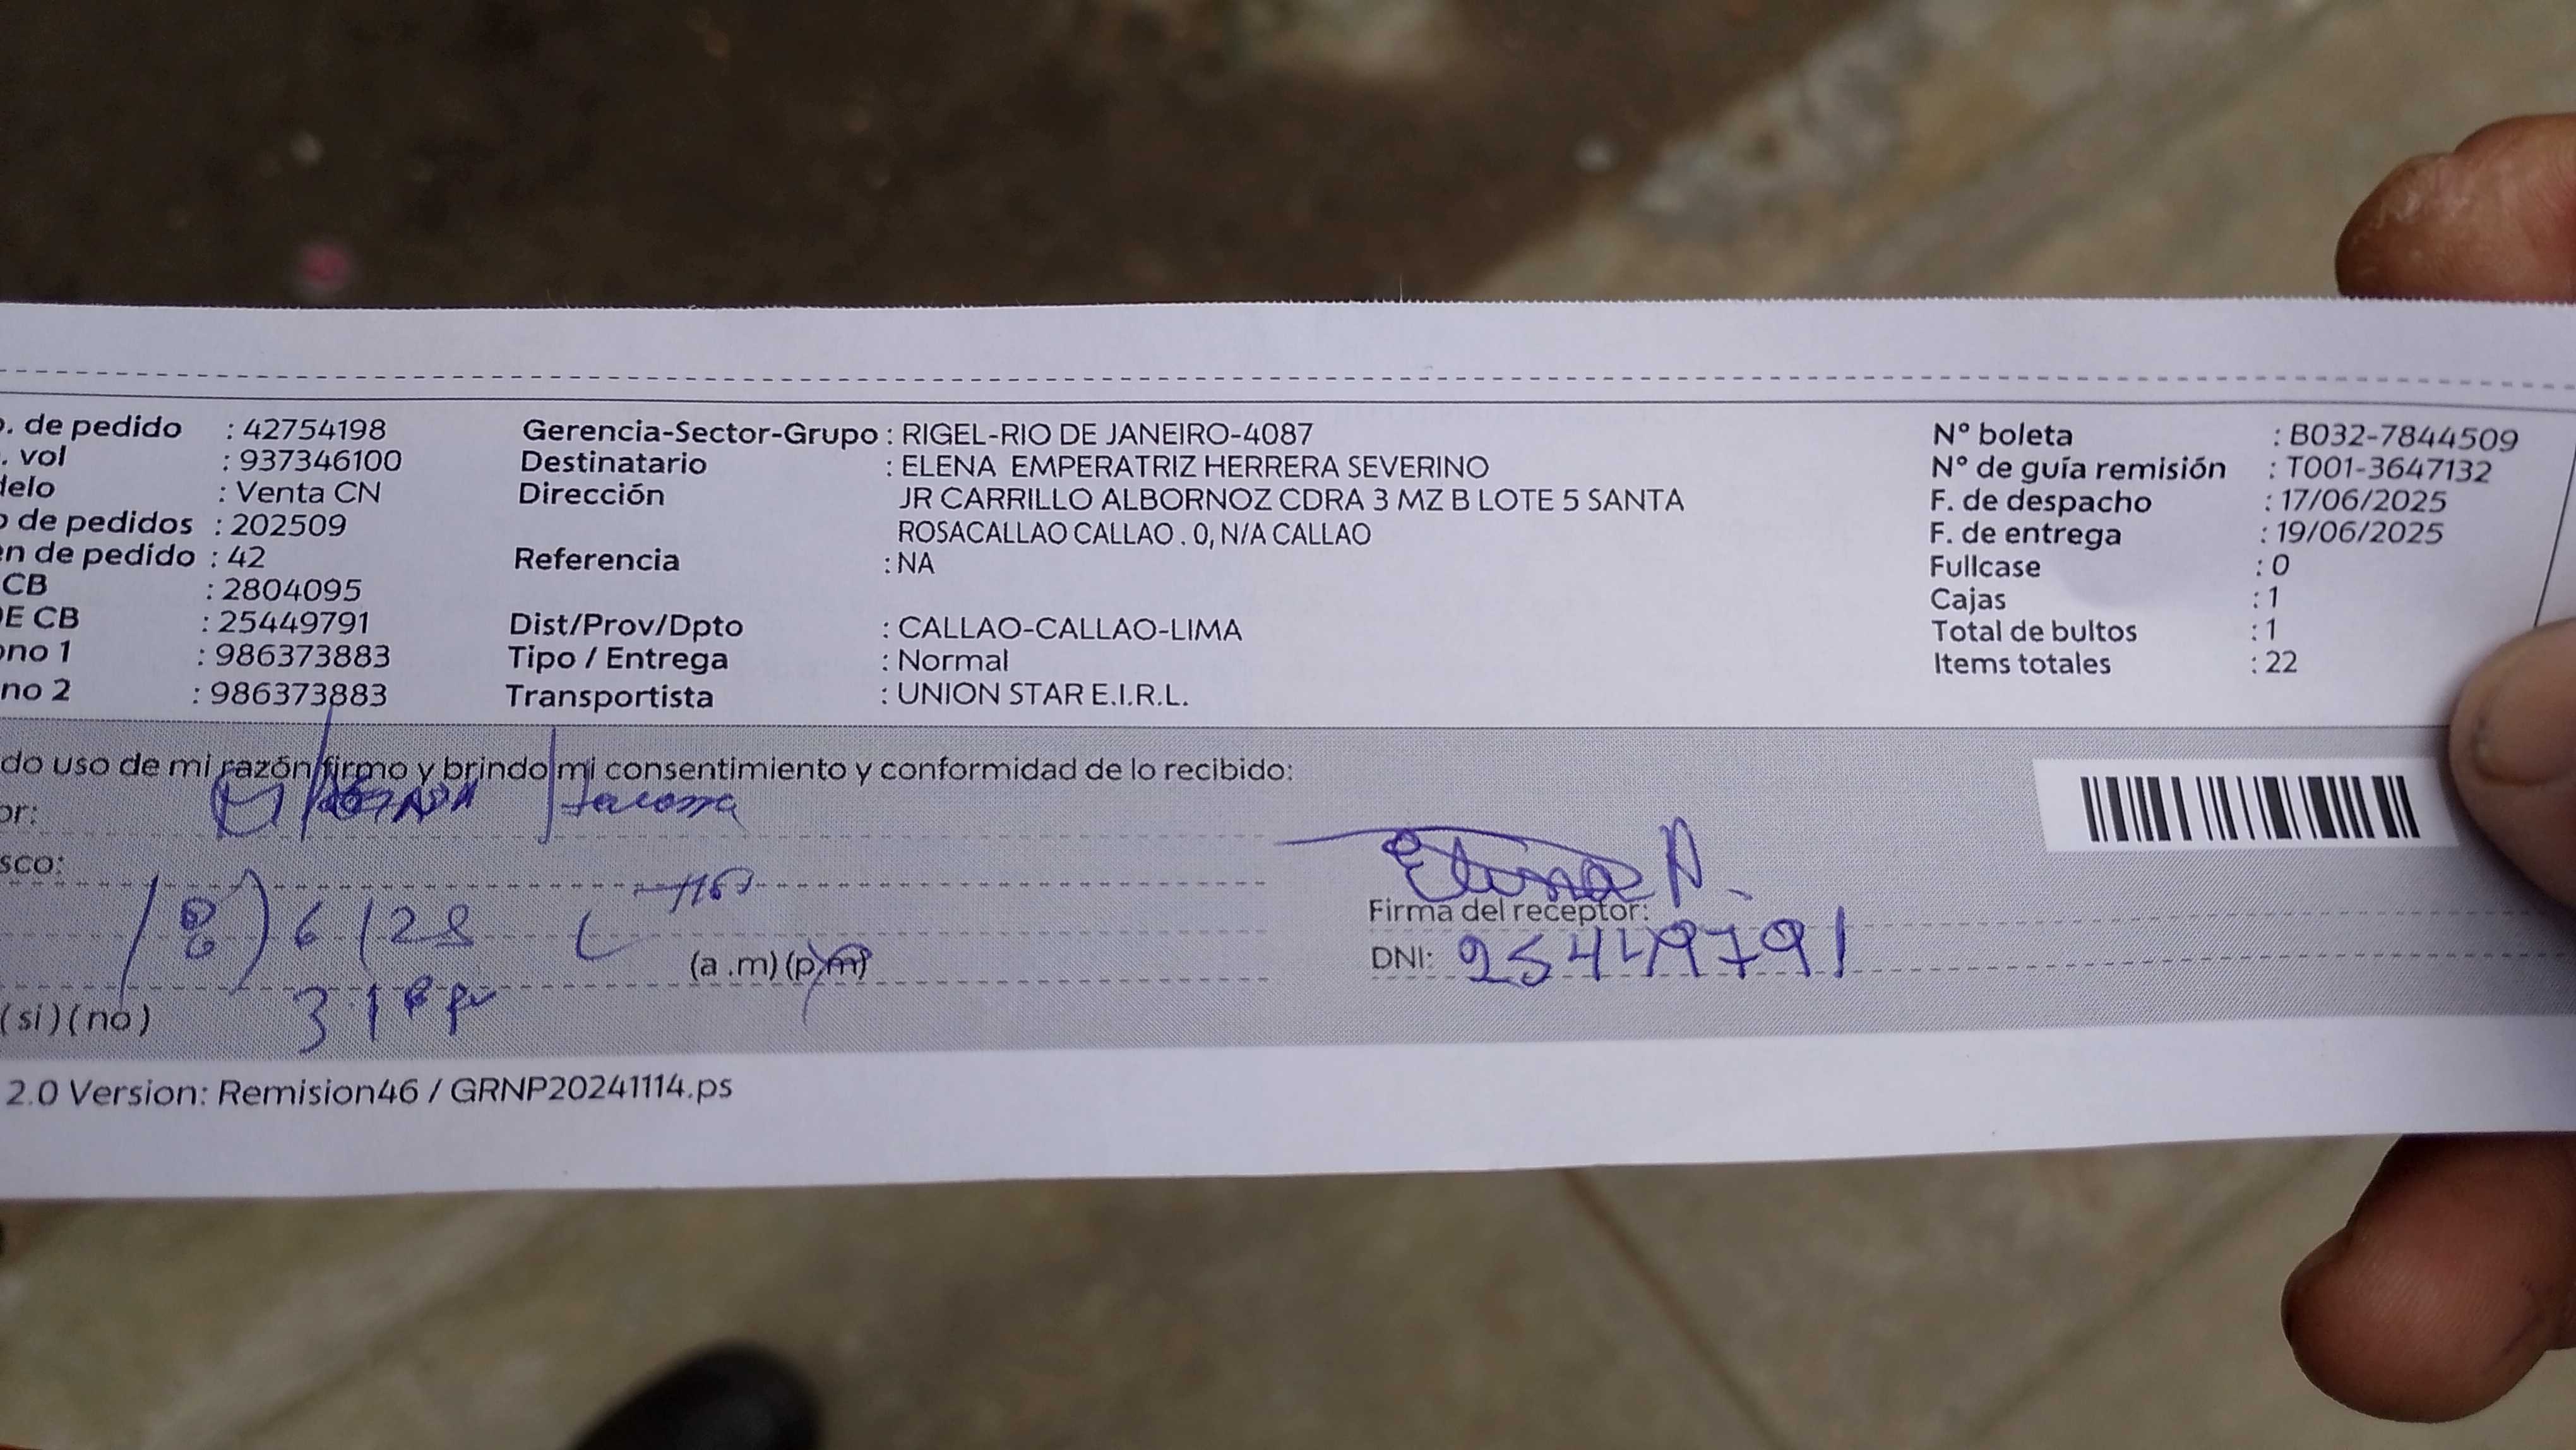 . de pedido : 42754198 Gerencia-Sector-Grupo : RIGEL-RIO DE JANEIRO-4087 N° boleta : B032-7844509
. vol : 937346100 Destinatario : ELENA EMPERATRIZ HERRERA SEVERINO N° de guía remisión : T001-3647132
delo : Venta CN Dirección JR CARRILLO ALBORNOZ CDRA 3 MZ B LOTE 5 SANTA F. de despacho : 17/06/2025
o de pedidos : 202509 ROSACALLAO CALLAO . 0, N/A CALLAO F. de entrega : 19/06/2025
en de pedido : 42 Referencia : NA Fullcase : 0
CB : 2804095 Cajas : 1
DE CB : 25449791 Dist/Prov/Dpto : CALLAO-CALLAO-LIMA Total de bultos : 1
ono 1 : 986373883 Tipo / Entrega : Normal Items totales : 22
no 2 : 986373883 Transportista : UNION STAR E.I.R.L.
do uso de mi razón firmo y brindo mi consentimiento y conformidad de lo recibido:
or:
sco:
Firma del receptor:
(a .m) (p.m) DNI: 25449791
(si) (no)
2.0 Version: Remision46 / GRNP20241114.ps